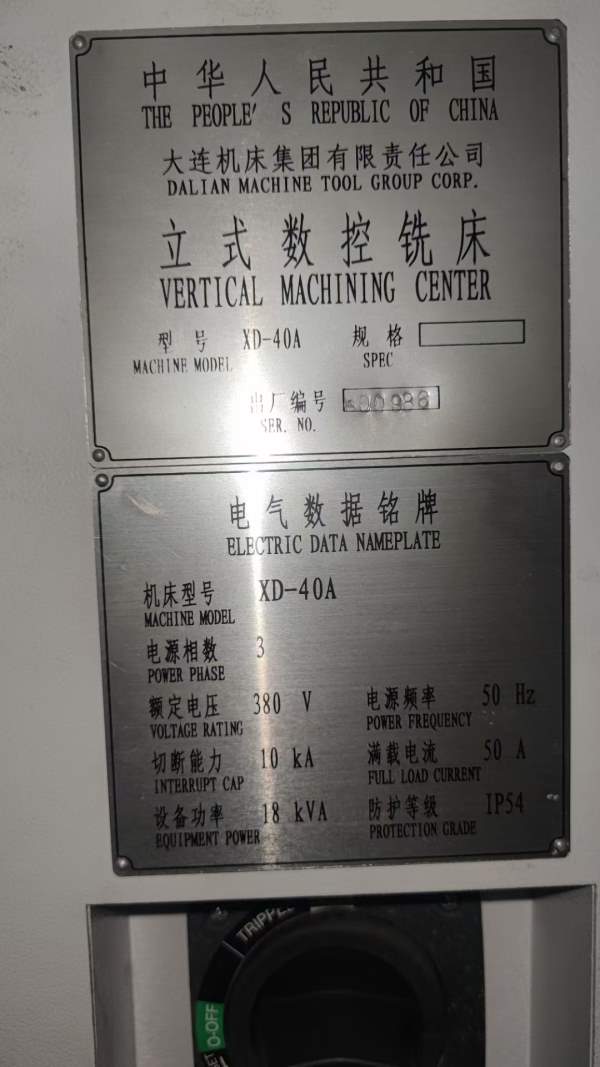 中华人民共和国
THE PEOPLE'S REPUBLIC OF CHINA
大连机床集团有限责任公司
DALIAN MACHINE TOOL GROUP CORP.
立式数控铣床
VERTICAL MACHINING CENTER
型号 XD-40A 规格
MACHINE MODEL SPEC
出厂编号
SER. NO.
电气数据铭牌
ELECTRIC DATA NAMEPLATE
机床型号 XD-40A
MACHINE MODEL
电源相数 3
POWER PHASE
额定电压 380 V 电源频率 50 Hz
VOLTAGE RATING POWER FREQUENCY
切断能力 10 kA 满载电流 50 A
INTERRUPT CAP FULL LOAD CURRENT
设备功率 18 kVA 防护等级 IP54
EQUIPMENT POWER PROTECTION GRADE
O-OFF